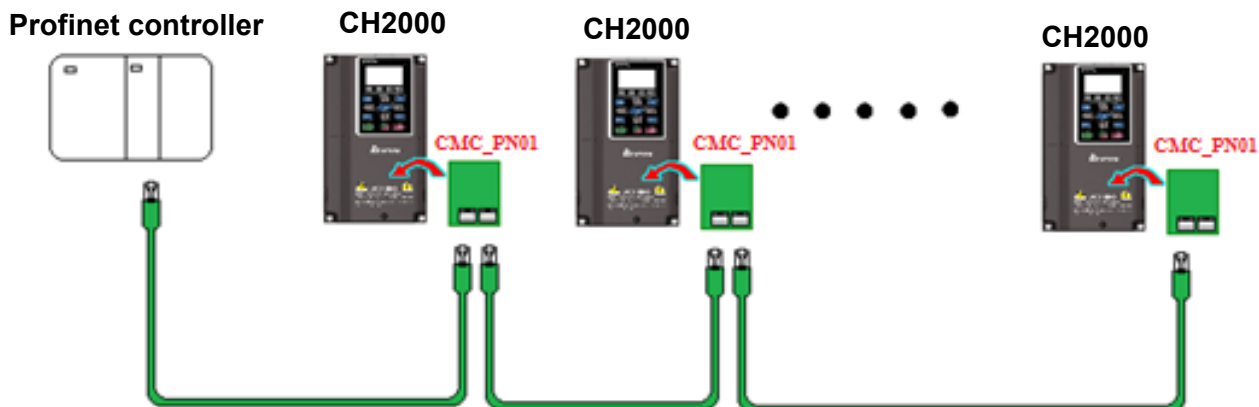 Profinet controller
CH2000
CH2000
CH2000
CMC_PN01
CMC_PN01
CMC_PN01